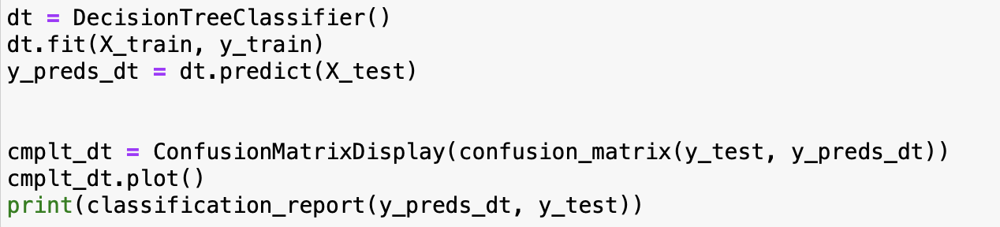 dt = DecisionTreeClassifier()
dt.fit(X_train, y_train)
y_preds_dt = dt.predict(X_test)
cmplt_dt = ConfusionMatrixDisplay(confusion_matrix(y_test, y_preds_dt))
cmplt_dt.plot()
print(classification_report(y_preds_dt, y_test))